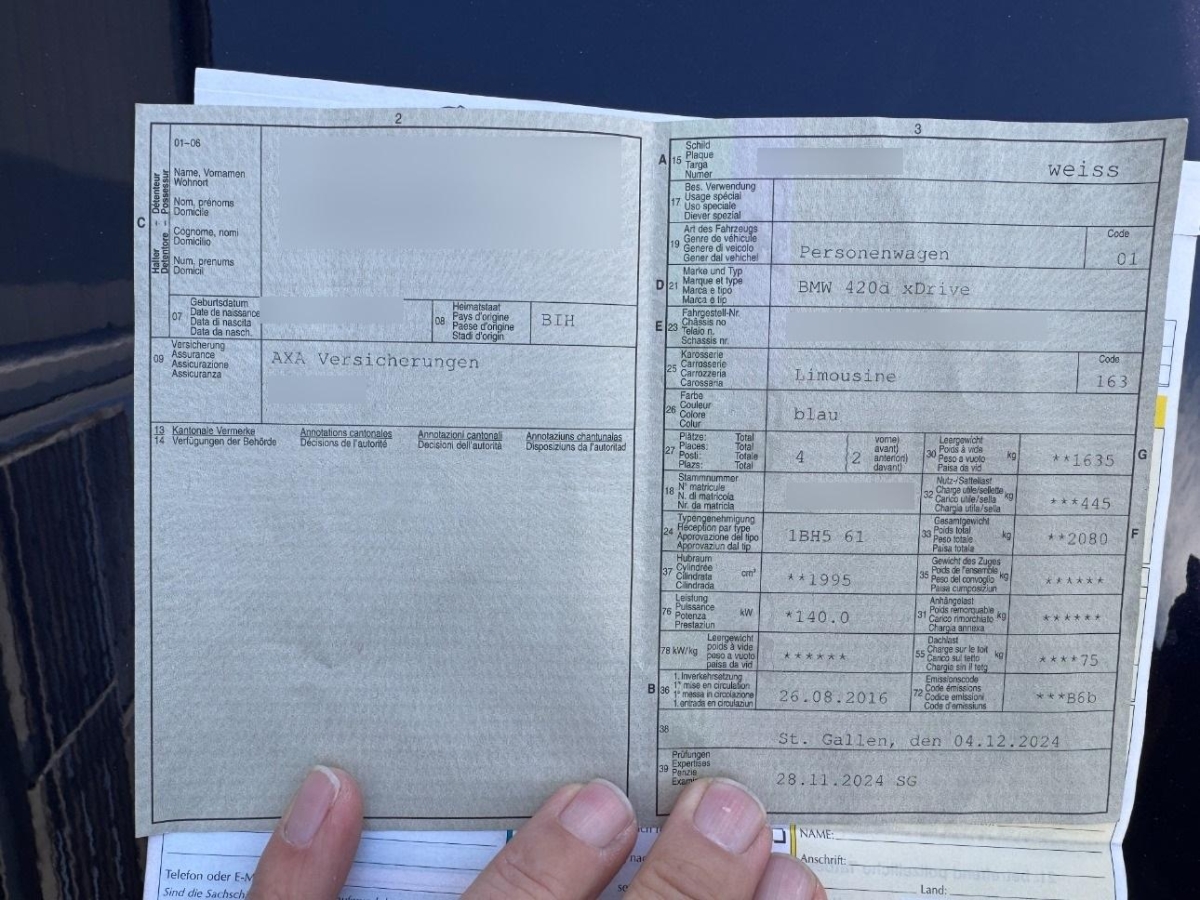 2
01-06
C
Halter – Détenteur
Detentore – Possessur
Name, Vornamen
Wohnort
Nom, prénoms
Domicile
Cognome, nomi
Domicilio
Num, prenums
Domicil
07
Geburtsdatum
Date de naissance
Data di nascita
Data da nasch.
08
Heimatstaat
Pays d'origine
Paese d'origine
Stadi d'origin
BIH
09
Versicherung
Assurance
Assicurazione
Assicuranza
AXA Versicherungen
13 Kantonale Vermerke Annotations cantonales Annotazioni cantonali Annotaziuns chantunales
14 Verfügungen der Behörde Décisions de l'autorité Decisioni dell'autorità Disposiziuns da l'autoritad
3
A 15
Schild
Plaque
Targa
Numer
weiss
17
Bes. Verwendung
Usage spécial
Uso speciale
Diever spezial
19
Art des Fahrzeugs
Genre de véhicule
Genere di veicolo
Gener dal vehichel
Personenwagen
Code
01
D 21
Marke und Typ
Marque et type
Marca e tipo
Marca e tip
BMW 420d xDrive
E 23
Fahrgestell-Nr.
Châssis no
Telaio n.
Schassis nr.
25
Karosserie
Carrosserie
Carrozzeria
Carossaria
Limousine
Code
163
26
Farbe
Couleur
Colore
Colur
blau
27
Plätze: Total
Places: Total
Posti: Totale
Plazs: Total
4
2
vorne)
avant)
anteriori)
davant)
30
Leergewicht
Poids à vide
Peso a vuoto
Paisa da vid
kg
**1635
G
18
Stammnummer
N° matricule
N. di matricola
Nr. da matricla
32
Nutz-/Sattellast
Charge utile/sellette
Carico utile/sella
Chargia utila/sella
kg
***445
24
Typengenehmigung
Réception par type
Approvazione del tipo
Approvaziun dal tip
1BH5 61
33
Gesamtgewicht
Poids total
Peso totale
Paisa totala
kg
**2080
F
37
Hubraum
Cylindrée
Cilindrata
Cilindrada
cm³
**1995
35
Gewicht des Zuges
Poids de l'ensemble
Peso del convoglio
Paisa cumposiziun
kg
******
76
Leistung
Puissance
Potenza
Prestaziun
kW
*140.0
31
Anhängelast
Poids remorquable
Carico rimorchiato
Chargia annexa
kg
******
78 kW/kg
Leergewicht
poids à vide
peso a vuoto
paisa da vid
******
55
Dachlast
Charge sur le toit
Carico sul tetto
Chargia sin il tetg
kg
****75
B 36
1. Inverkehrsetzung
1re mise en circulation
1a messa in circolazione
1. entrada en circulaziun
26.08.2016
72
Emissionscode
Code émissions
Codice emissioni
Code d'emissiuns
***B6b
38
St. Gallen, den 04.12.2024
39
Prüfungen
Expertises
Perizie
28.11.2024 SG
Telefon oder E-M
Sind die Sachsch
NAME:
Anschrift:
Land: